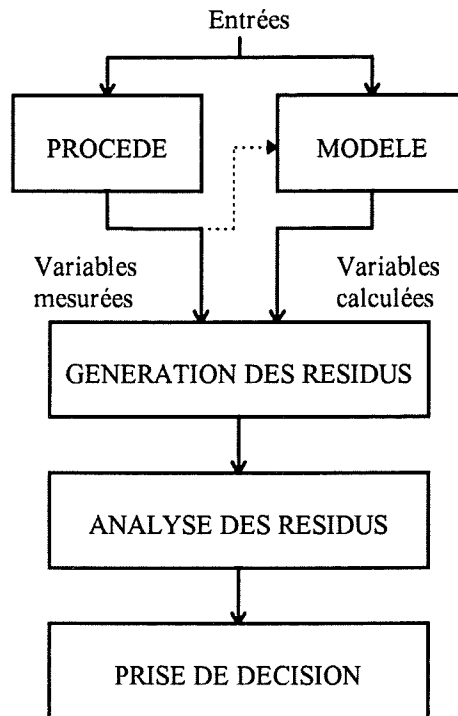 Entrées
PROCEDE
MODELE
Variables
mesurées
Variables
calculées
GENERATION DES RESIDUS
ANALYSE DES RESIDUS
PRISE DE DECISION